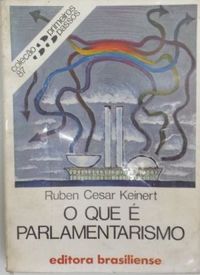 coleção primeiros
87 passos
Ruben Cesar Keinert
O QUE É
PARLAMENTARISMO
editora brasiliense